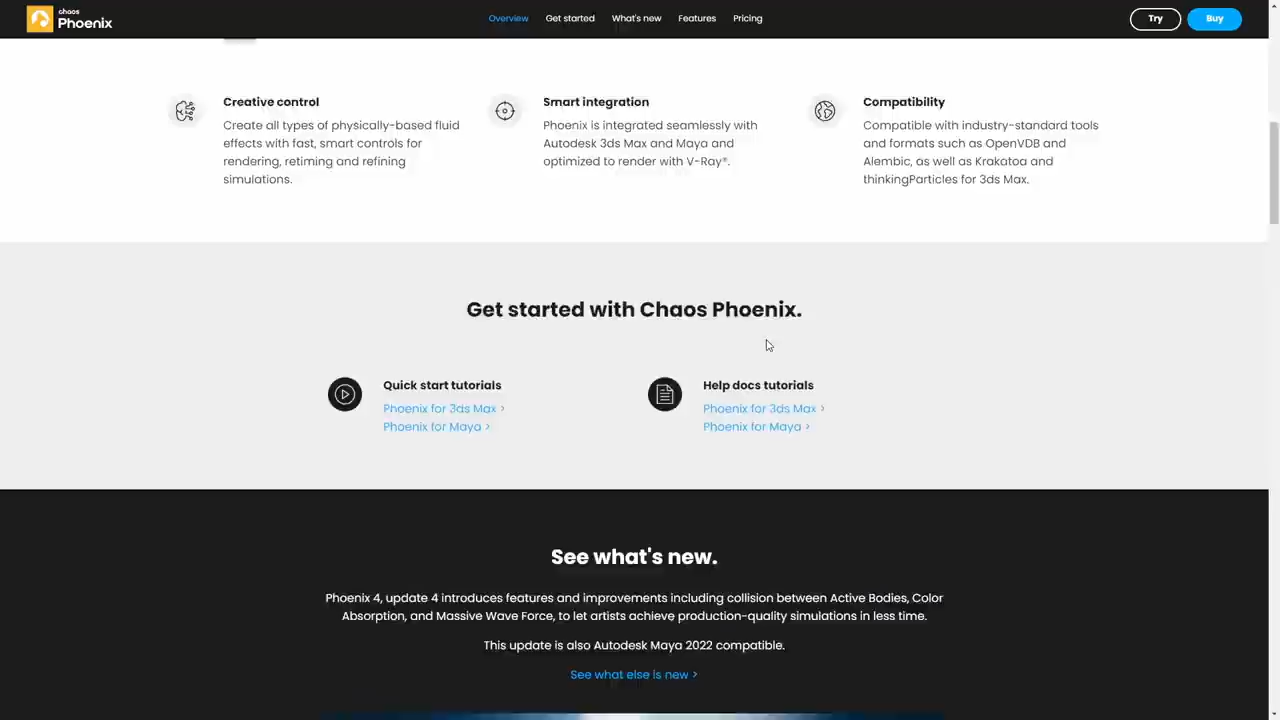 chaos
Phoenix
Overview
Get started
What's new
Features
Pricing
Try
Buy
Creative control
Create all types of physically-based fluid
effects with fast, smart controls for
rendering, retiming and refining
simulations.
Smart integration
Phoenix is integrated seamlessly with
Autodesk 3ds Max and Maya and
optimized to render with V-Ray®.
Compatibility
Compatible with industry-standard tools
and formats such as OpenVDB and
Alembic, as well as Krakatoa and
thinkingParticles for 3ds Max.
Get started with Chaos Phoenix.
Quick start tutorials
Phoenix for 3ds Max >
Phoenix for Maya >
Help docs tutorials
Phoenix for 3ds Max >
Phoenix for Maya >
See what's new.
Phoenix 4, update 4 introduces features and improvements including collision between Active Bodies, Color
Absorption, and Massive Wave Force, to let artists achieve production-quality simulations in less time.
This update is also Autodesk Maya 2022 compatible.
See what else is new >